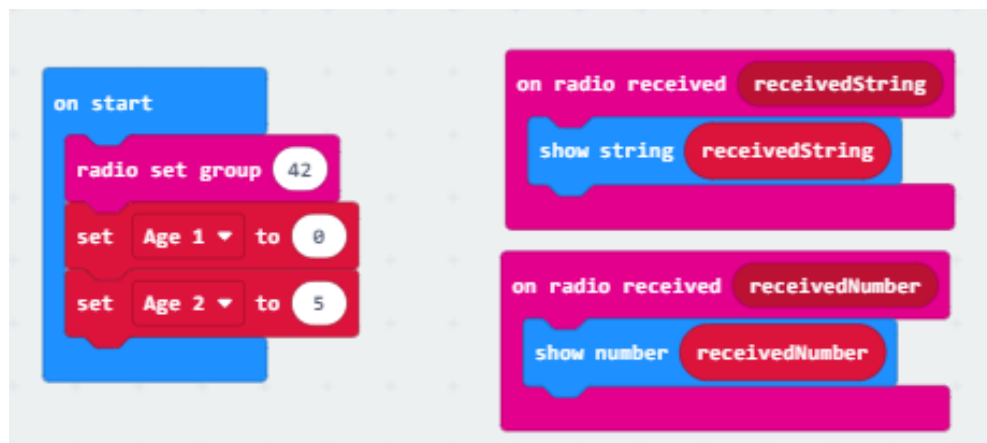 on start
radio set group 42
set Age 1 to 0
set Age 2 to 5
on radio received receivedString
show string receivedString
on radio received receivedNumber
show number receivedNumber